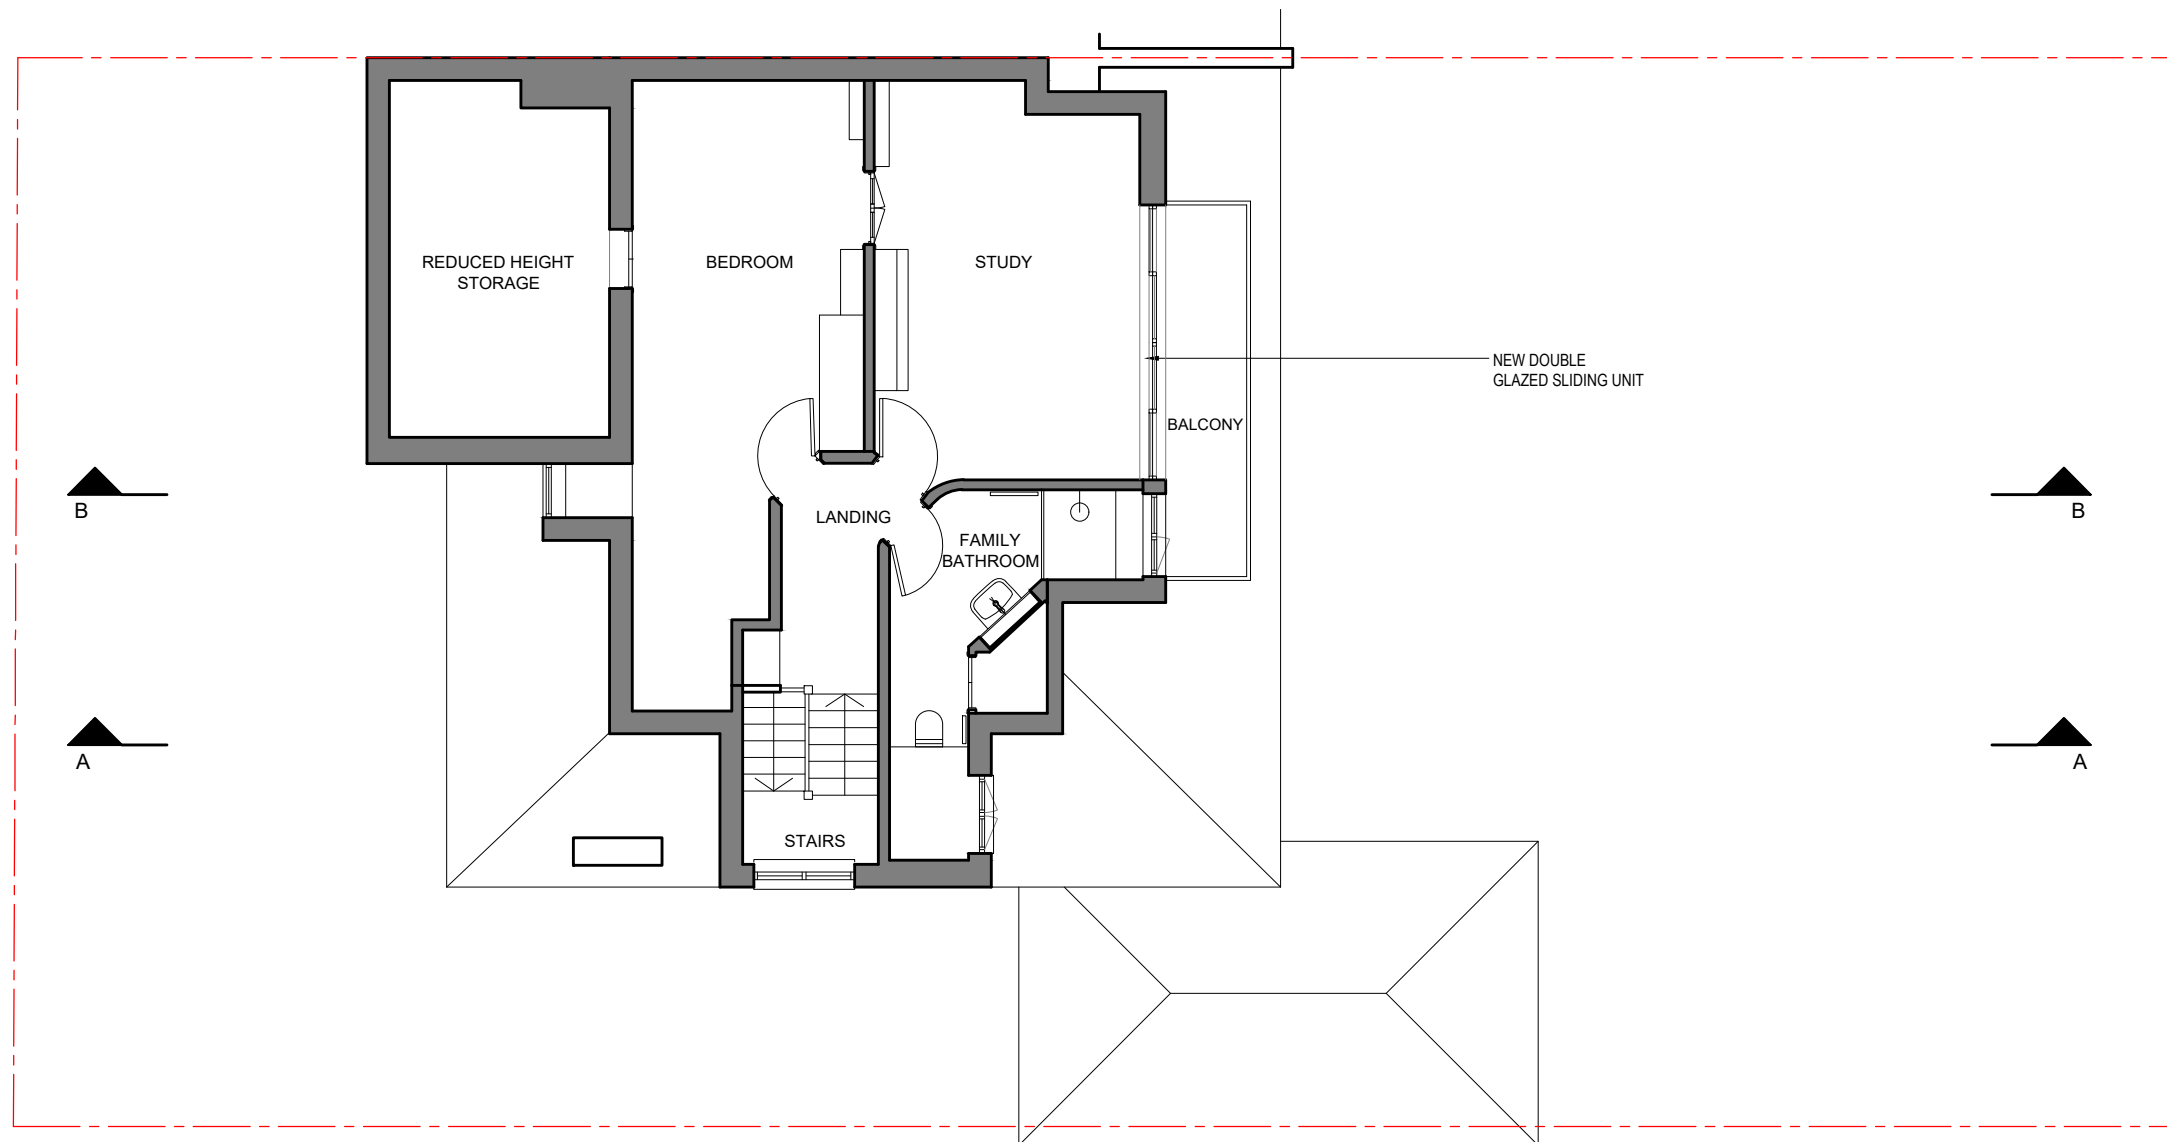 REDUCED HEIGHT
STORAGE
BEDROOM
STUDY
NEW DOUBLE
GLAZED SLIDING UNIT
BALCONY
B
B
LANDING
FAMILY
BATHROOM
A
A
STAIRS